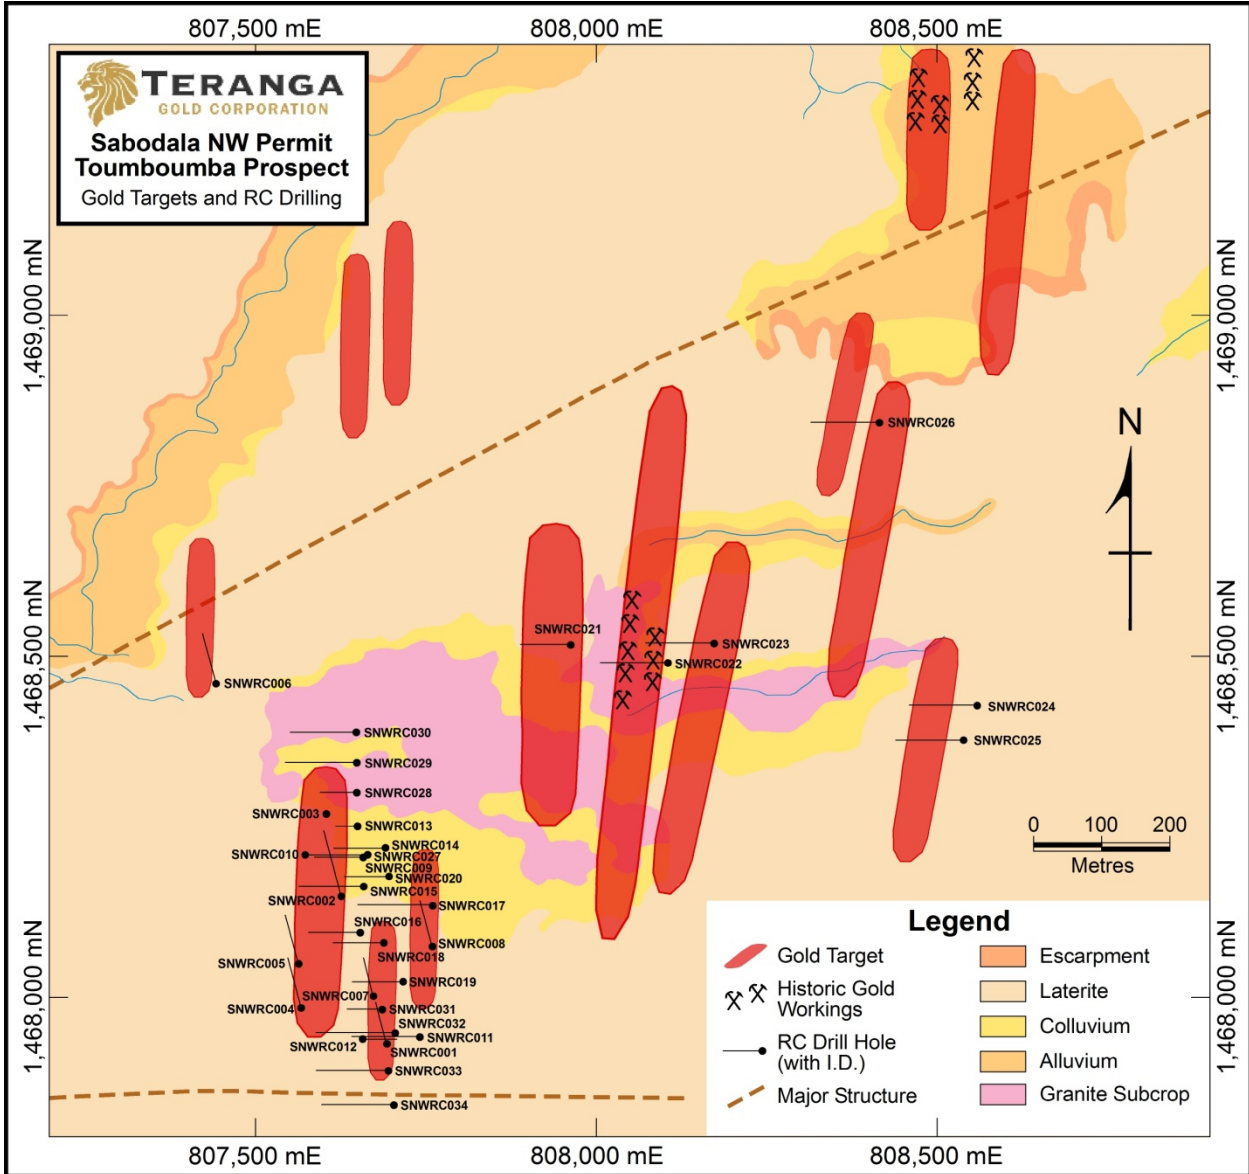 807,500 mE
808,000 mE
808,500 mE
TERANGA
GOLD CORPORATION
Sabodala NW Permit
Toumboumba Prospect
Gold Targets and RC Drilling
1,469,000 mN
1,469,000 mN
N
SNWRC026
SNWRC021
SNWRC023
SNWRC022
1,468,500 mN
1,468,500 mN
SNWRC006
SNWRC024
SNWRC030
SNWRC025
SNWRC029
SNWRC028
SNWRC003
SNWRC013
0 100 200
Metres
SNWRC014
SNWRC010
SNWRC027
SNWRC009
SNWRC020
SNWRC015
SNWRC002
SNWRC017
SNWRC016
SNWRC008
SNWRC018
SNWRC005
SNWRC019
SNWRC007
SNWRC004
SNWRC031
SNWRC032
SNWRC011
SNWRC012
SNWRC001
SNWRC033
SNWRC034
1,468,000 mN
1,468,000 mN
Legend
Gold Target
Historic Gold
Workings
RC Drill Hole
(with I.D.)
Major Structure
Escarpment
Laterite
Colluvium
Alluvium
Granite Subcrop
807,500 mE
808,000 mE
808,500 mE